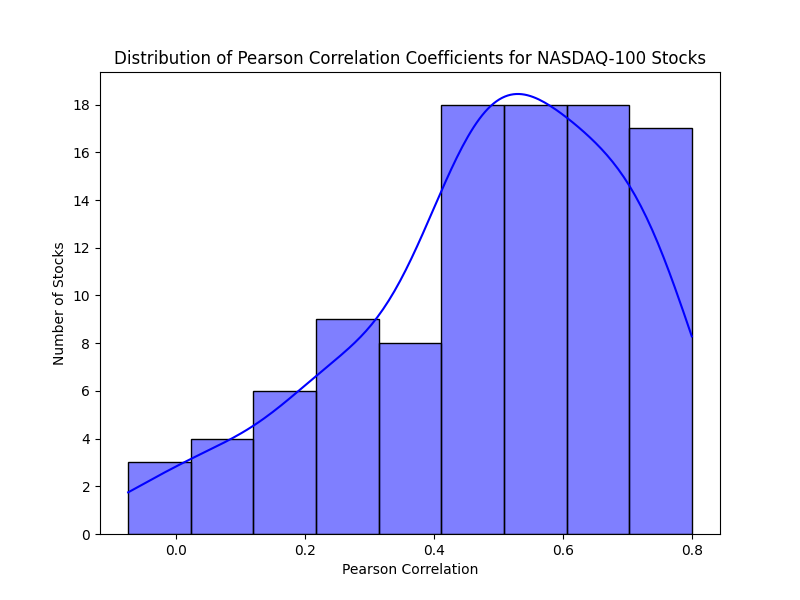 Distribution of Pearson Correlation Coefficients for NASDAQ-100 Stocks
18
16
14
12
10
8
6
4
2
0
Number of Stocks
0.0 0.2 0.4 0.6 0.8
Pearson Correlation